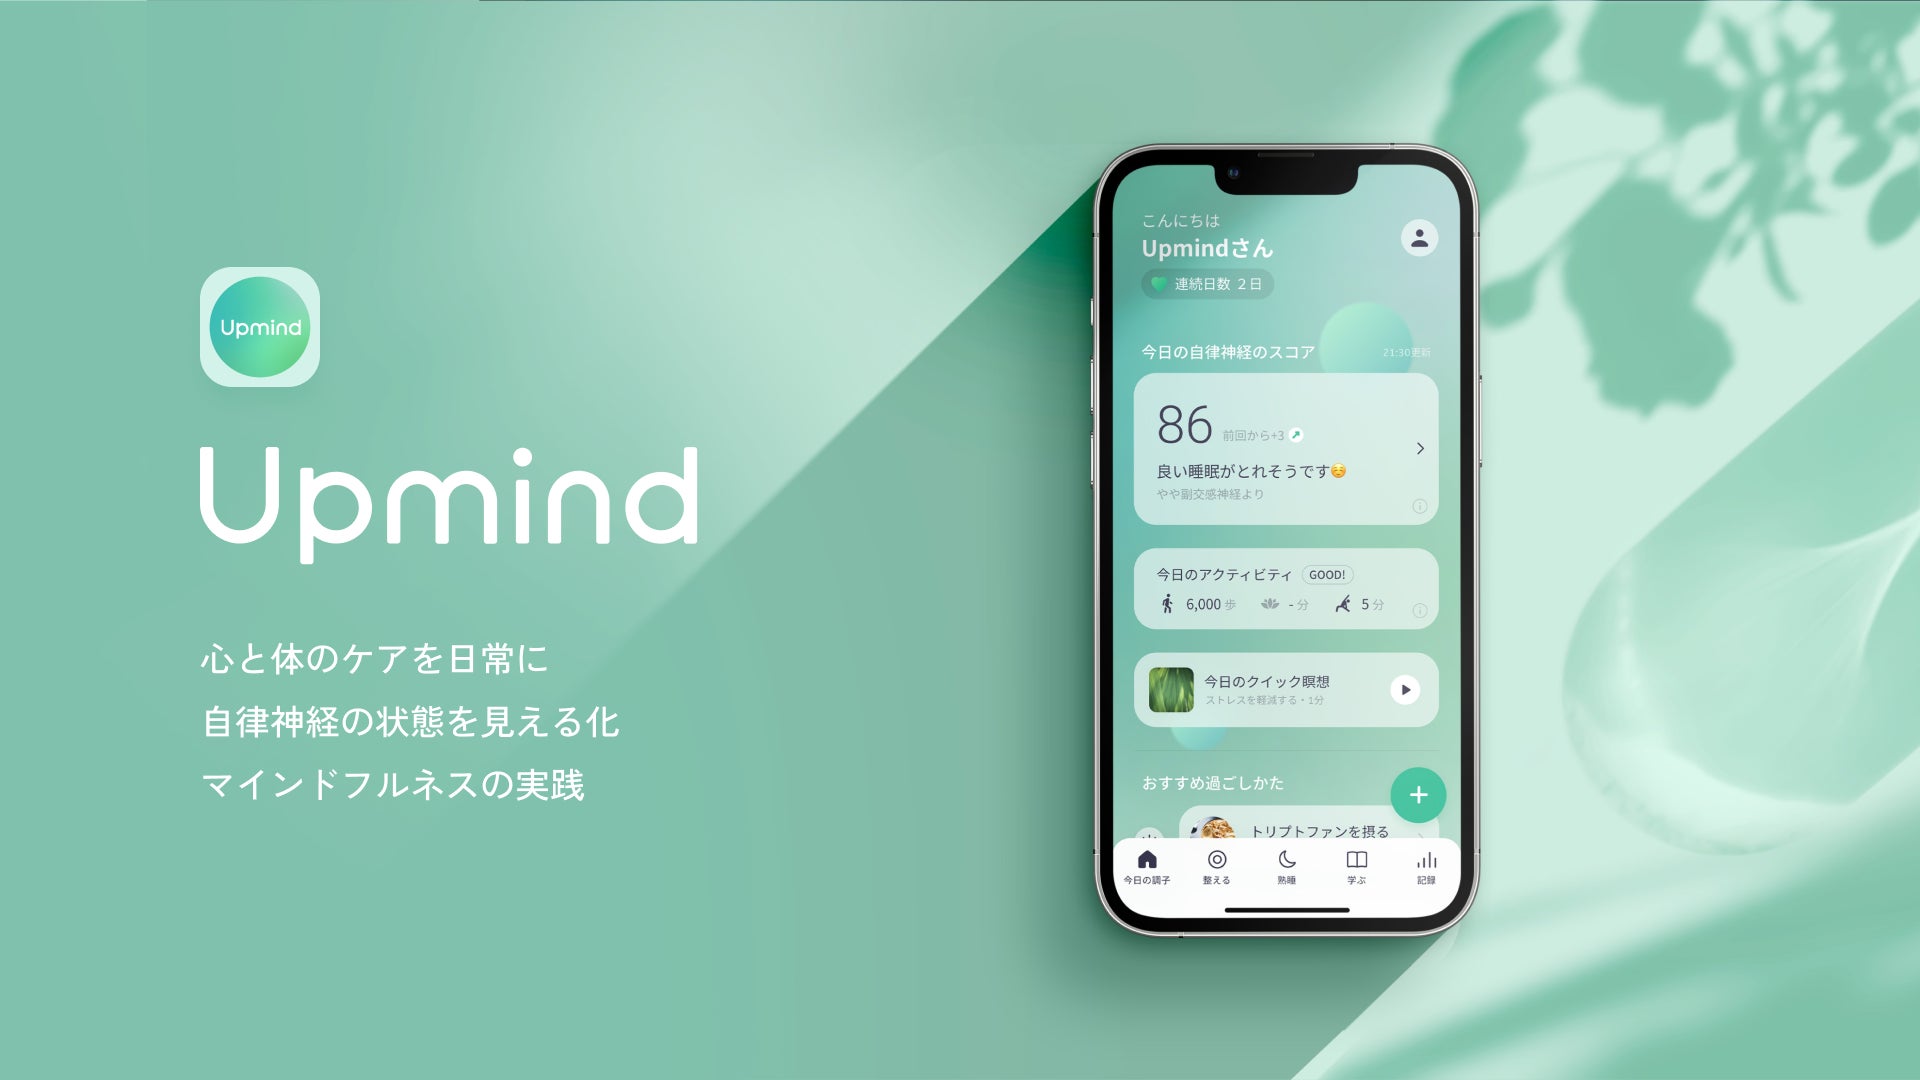 Upmind
Upmind
心と体のケアを日常に
自律神経の状態を見える化
マインドフルネスの実践
こんにちは
Upmindさん
連続日数 2日
今日の自律神経のスコア
21:30更新
86 前回から+3
良い睡眠がとれそうです☺️
やや副交感神経より
今日のアクティビティ GOOD!
6,000 歩 - 分 5 分
今日のクイック瞑想
ストレスを軽減する・1分
おすすめ過ごしかた
トリプトファンを摂る
今日の調子 整える 熟睡 学ぶ 記録